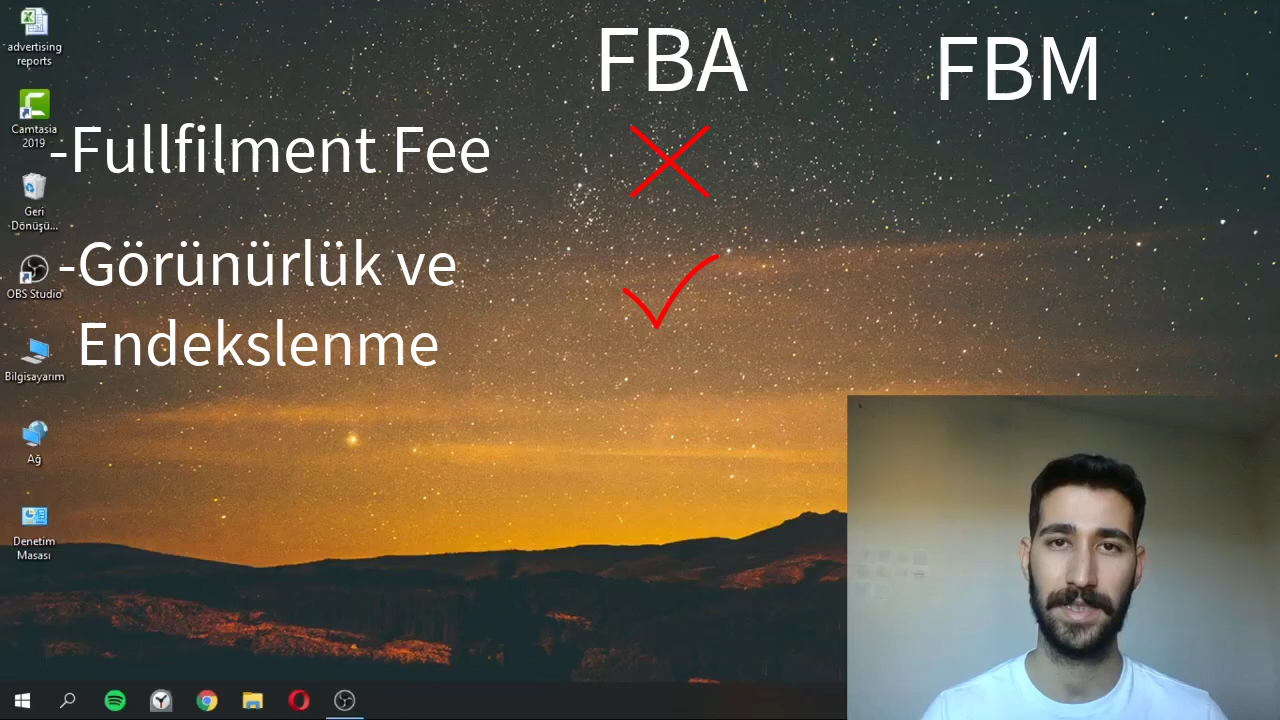 FBA
FBM
advertising
reports
Camtasia
2019
-Fullfilment Fee
Geri
Dönüşü...
-Görünürlük ve
Endekslenme
OBS Studio
Bilgisayarım
Ağ
Denetim
Masası